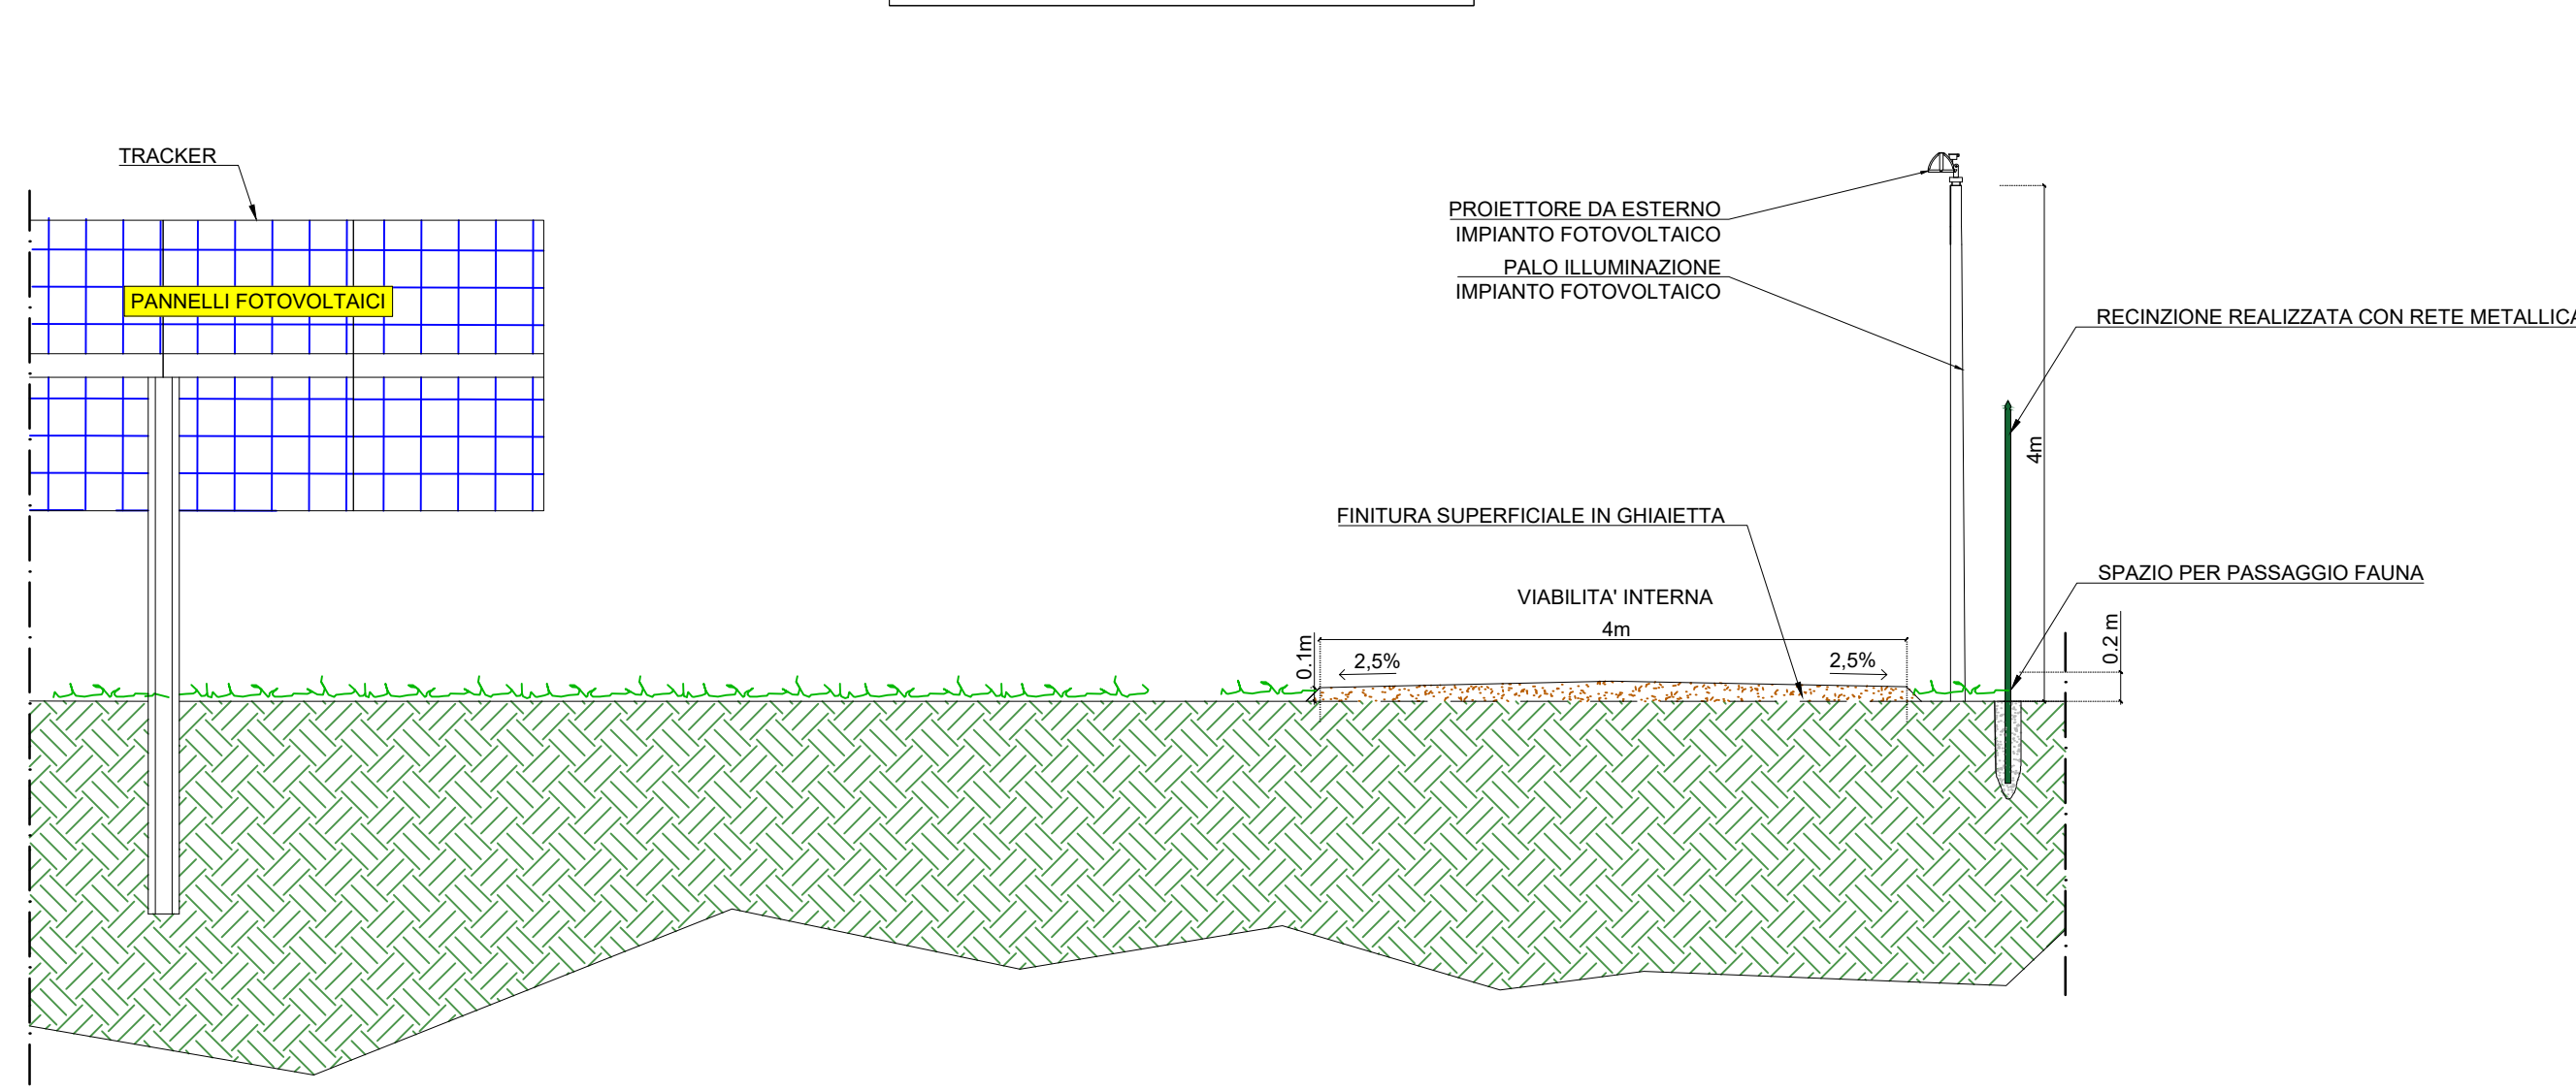 TRACKER
PANNELLI FOTOVOLTAICI
PROIETTORE DA ESTERNO
IMPIANTO FOTOVOLTAICO
PALO ILLUMINAZIONE
IMPIANTO FOTOVOLTAICO
RECINZIONE REALIZZATA CON RETE METALLICA
4m
FINITURA SUPERFICIALE IN GHIAIETTA
SPAZIO PER PASSAGGIO FAUNA
VIABILITA' INTERNA
4m
0.1m
2,5%
2,5%
0.2 m